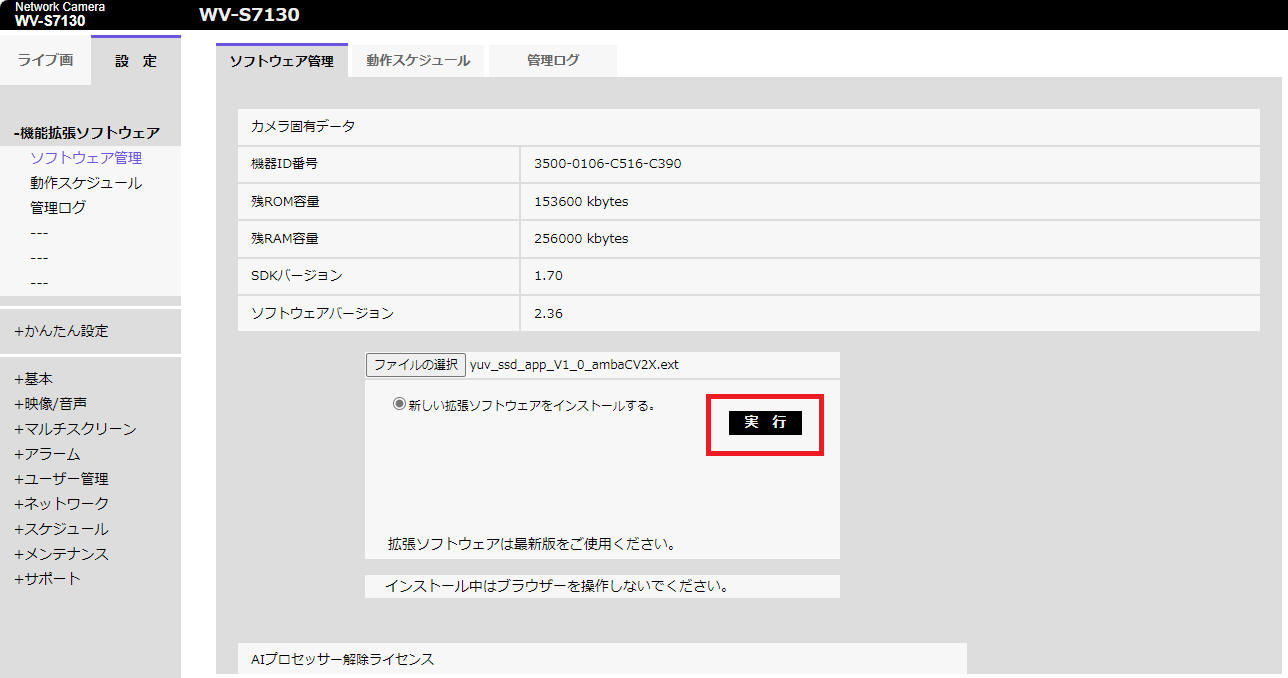 Network Camera
WV-S7130
WV-S7130
ライブ画
設 定
ソフトウェア管理
動作スケジュール
管理ログ
-機能拡張ソフトウェア
ソフトウェア管理
動作スケジュール
管理ログ
---
---
---
+かんたん設定
+基本
+映像/音声
+マルチスクリーン
+アラーム
+ユーザー管理
+ネットワーク
+スケジュール
+メンテナンス
+サポート
カメラ固有データ
機器ID番号 3500-0106-C516-C390
残ROM容量 153600 kbytes
残RAM容量 256000 kbytes
SDKバージョン 1.70
ソフトウェアバージョン 2.36
ファイルの選択 yuv_ssd_app_V1_0_ambaCV2X.ext
新しい拡張ソフトウェアをインストールする。
実 行
拡張ソフトウェアは最新版をご使用ください。
インストール中はブラウザーを操作しないでください。
AIプロセッサー解除ライセンス